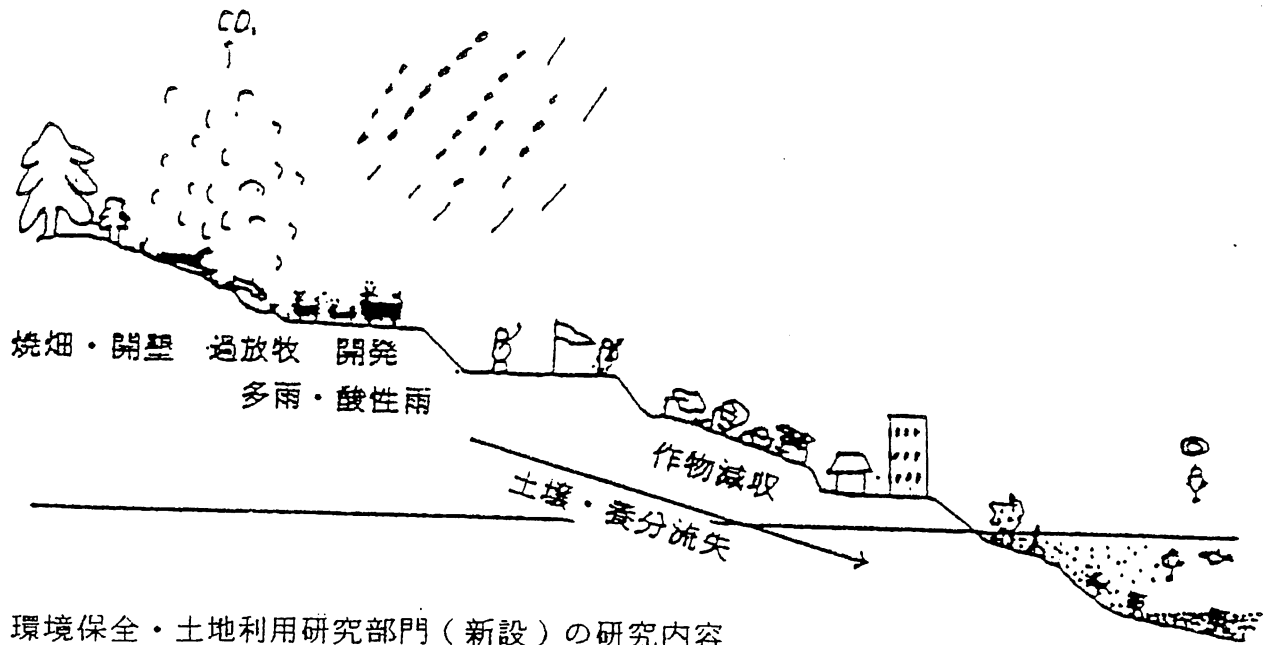 CO₂
焼畑・開墾 過放牧 開発
多雨・酸性雨
作物減収
土壌・養分流失
環境保全・土地利用研究部門(新設)の研究内容